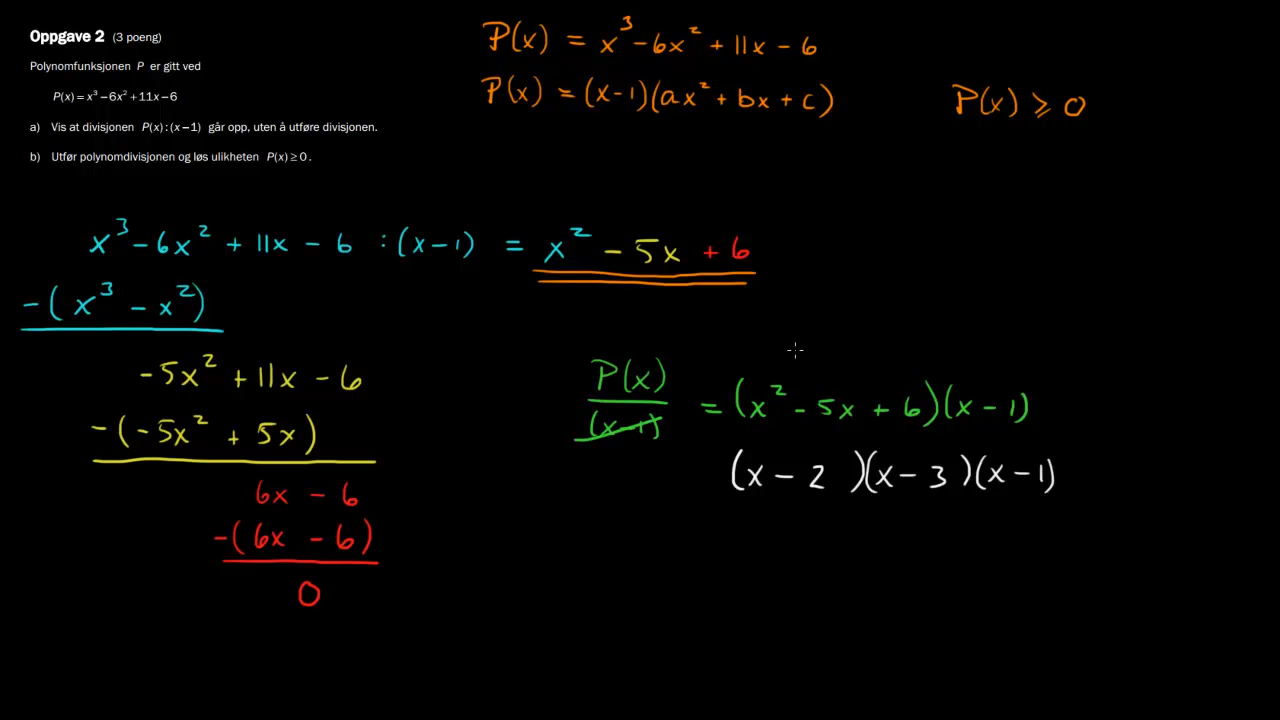 Oppgave 2 (3 poeng)
Polynomfunksjonen P er gitt ved
P(x) = x³ − 6x² + 11x − 6
a) Vis at divisjonen P(x) : (x − 1) går opp, uten å utføre divisjonen.
b) Utfør polynomdivisjonen og løs ulikheten P(x) ≥ 0.
P(x) = x³ − 6x² + 11x − 6
P(x) = (x−1)(ax² + bx + c)
P(x) ≥ 0
x³ − 6x² + 11x − 6 : (x−1) = x² − 5x + 6
−(x³ − x²)
−5x² + 11x − 6
−(−5x² + 5x)
6x − 6
−(6x − 6)
0
P(x)
(x−1)
= (x² − 5x + 6)(x − 1)
(x − 2 )(x − 3 )(x − 1)